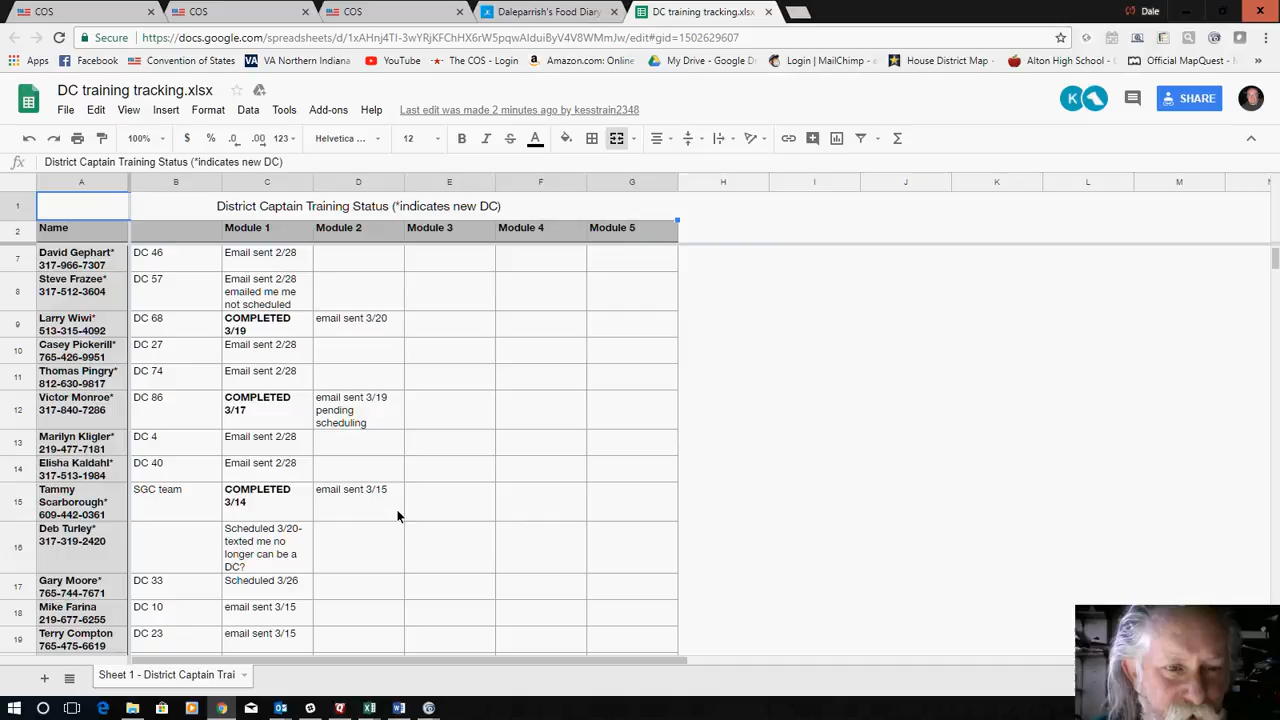 COS
COS
COS
Daleparrish's Food Diary
DC training tracking.xlsx
Dale
Secure
https://docs.google.com/spreadsheets/d/1xAHnj4TI-3wYRjKFChHX6rW5pqwAIduiByV4V8WMmJw/edit#gid=1502629607
Apps
Facebook
Convention of States
VA Northern Indiana
YouTube
The COS - Login
Amazon.com: Online
My Drive - Google D
Login | MailChimp -
House District Map -
Alton High School -
Official MapQuest -
DC training tracking.xlsx
File Edit View Insert Format Data Tools Add-ons Help
Last edit was made 2 minutes ago by kesstrain2348
K
SHARE
100%
$ % .0 .00 123
Helvetica ...
12
B I S A
fx
District Captain Training Status (*indicates new DC)
A B C D E F G H I J K L M
1 District Captain Training Status (*indicates new DC)
2 Name Module 1 Module 2 Module 3 Module 4 Module 5
7 David Gephart* DC 46 Email sent 2/28
317-966-7307
8 Steve Frazee* DC 57 Email sent 2/28
317-512-3604 emailed me me
not scheduled
9 Larry Wiwi* DC 68 COMPLETED email sent 3/20
513-315-4092 3/19
10 Casey Pickerill* DC 27 Email sent 2/28
765-426-9951
11 Thomas Pingry* DC 74 Email sent 2/28
812-630-9817
12 Victor Monroe* DC 86 COMPLETED email sent 3/19
317-840-7286 3/17 pending
scheduling
13 Marilyn Kligler* DC 4 Email sent 2/28
219-477-7181
14 Elisha Kaldahl* DC 40 Email sent 2/28
317-513-1984
15 Tammy SGC team COMPLETED email sent 3/15
Scarborough* 3/14
609-442-0361
16 Deb Turley* Scheduled 3/20-
317-319-2420 texted me no
longer can be a
DC?
17 Gary Moore* DC 33 Scheduled 3/26
765-744-7671
18 Mike Farina DC 10 email sent 3/15
219-677-6255
19 Terry Compton DC 23 email sent 3/15
765-475-6619
Sheet 1 - District Captain Trai